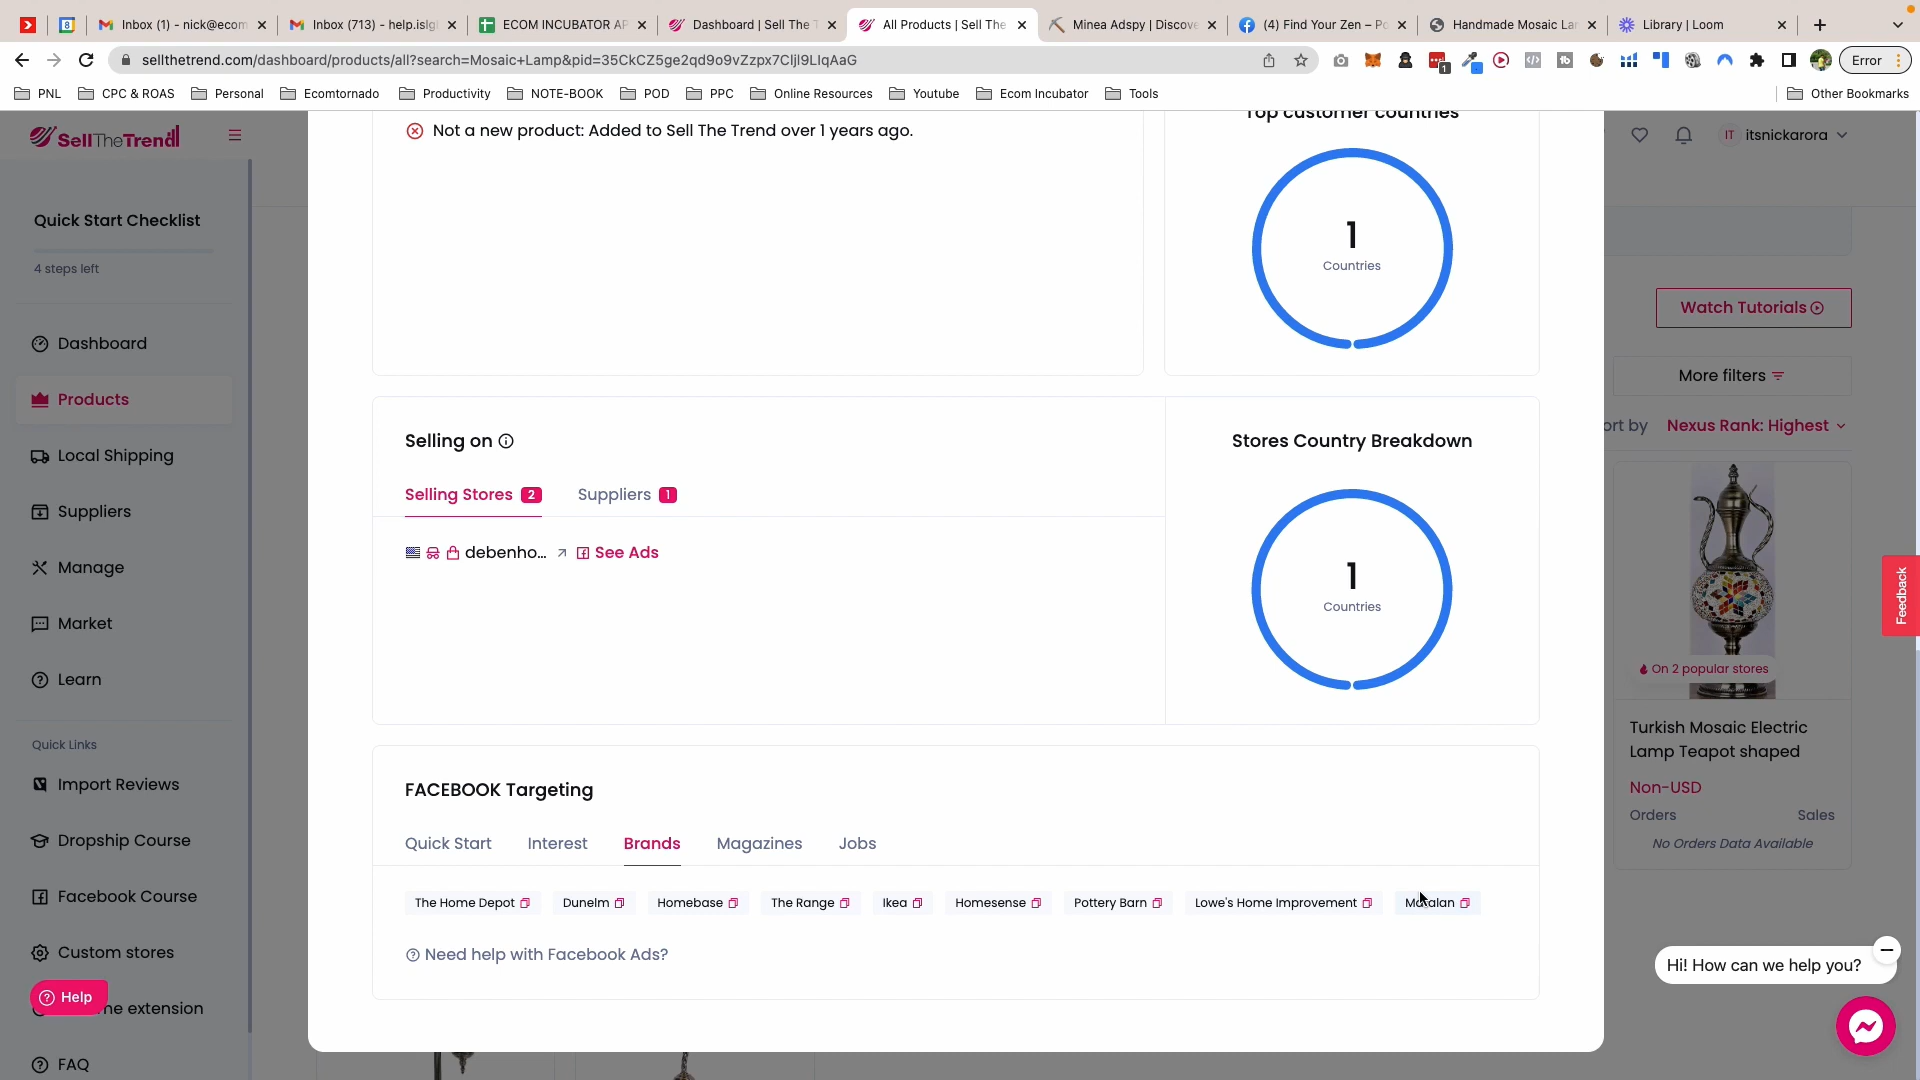 Inbox (1) - nick@ecom
Inbox (713) - help.islgl
ECOM INCUBATOR AP
Dashboard | Sell The T
All Products | Sell The
Minea Adspy | Discove
(4) Find Your Zen – Po
Handmade Mosaic Lar
Library | Loom
sellthetrend.com/dashboard/products/all?search=Mosaic+Lamp&pid=35CkCZ5ge2qd9o9vZzpx7CIjl9LIqAaG
Error
PNL
CPC & ROAS
Personal
Ecomtornado
Productivity
NOTE-BOOK
POD
PPC
Online Resources
Youtube
Ecom Incubator
Tools
Other Bookmarks
SellTheTrend
IT
itsnickarora
Quick Start Checklist
4 steps left
Dashboard
Products
Local Shipping
Suppliers
Manage
Market
Learn
Quick Links
Import Reviews
Dropship Course
Facebook Course
Custom stores
Help
me extension
FAQ
Not a new product: Added to Sell The Trend over 1 years ago.
Top customer countries
1
Countries
Selling on
Selling Stores 2
Suppliers 1
debenho...
See Ads
Stores Country Breakdown
1
Countries
FACEBOOK Targeting
Quick Start
Interest
Brands
Magazines
Jobs
The Home Depot
Dunelm
Homebase
The Range
Ikea
Homesense
Pottery Barn
Lowe's Home Improvement
Need help with Facebook Ads?
Watch Tutorials
More filters
ort by
Nexus Rank: Highest
On 2 popular stores
Turkish Mosaic Electric
Lamp Teapot shaped
Non-USD
Orders
Sales
No Orders Data Available
Feedback
Hi! How can we help you?